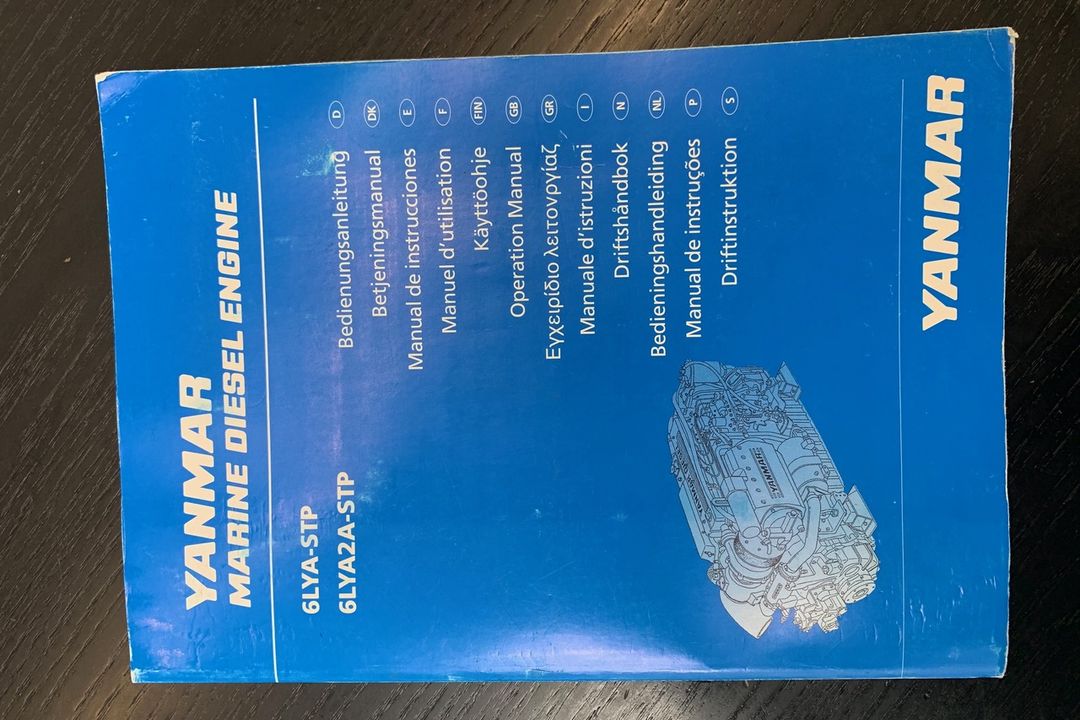 YANMAR
MARINE DIESEL ENGINE
6LYA-STP
6LYA2A-STP
Bedienungsanleitung D
Betjeningsmanual DK
Manual de instrucciones E
Manuel d'utilisation F
Käyttöohje FIN
Operation Manual GB
Εγχειρίδιο λειτουργίας GR
Manuale d'istruzioni I
Driftshåndbok N
Bedieningshandleiding NL
Manual de instruções P
Driftinstruktion S
YANMAR
YANMAR